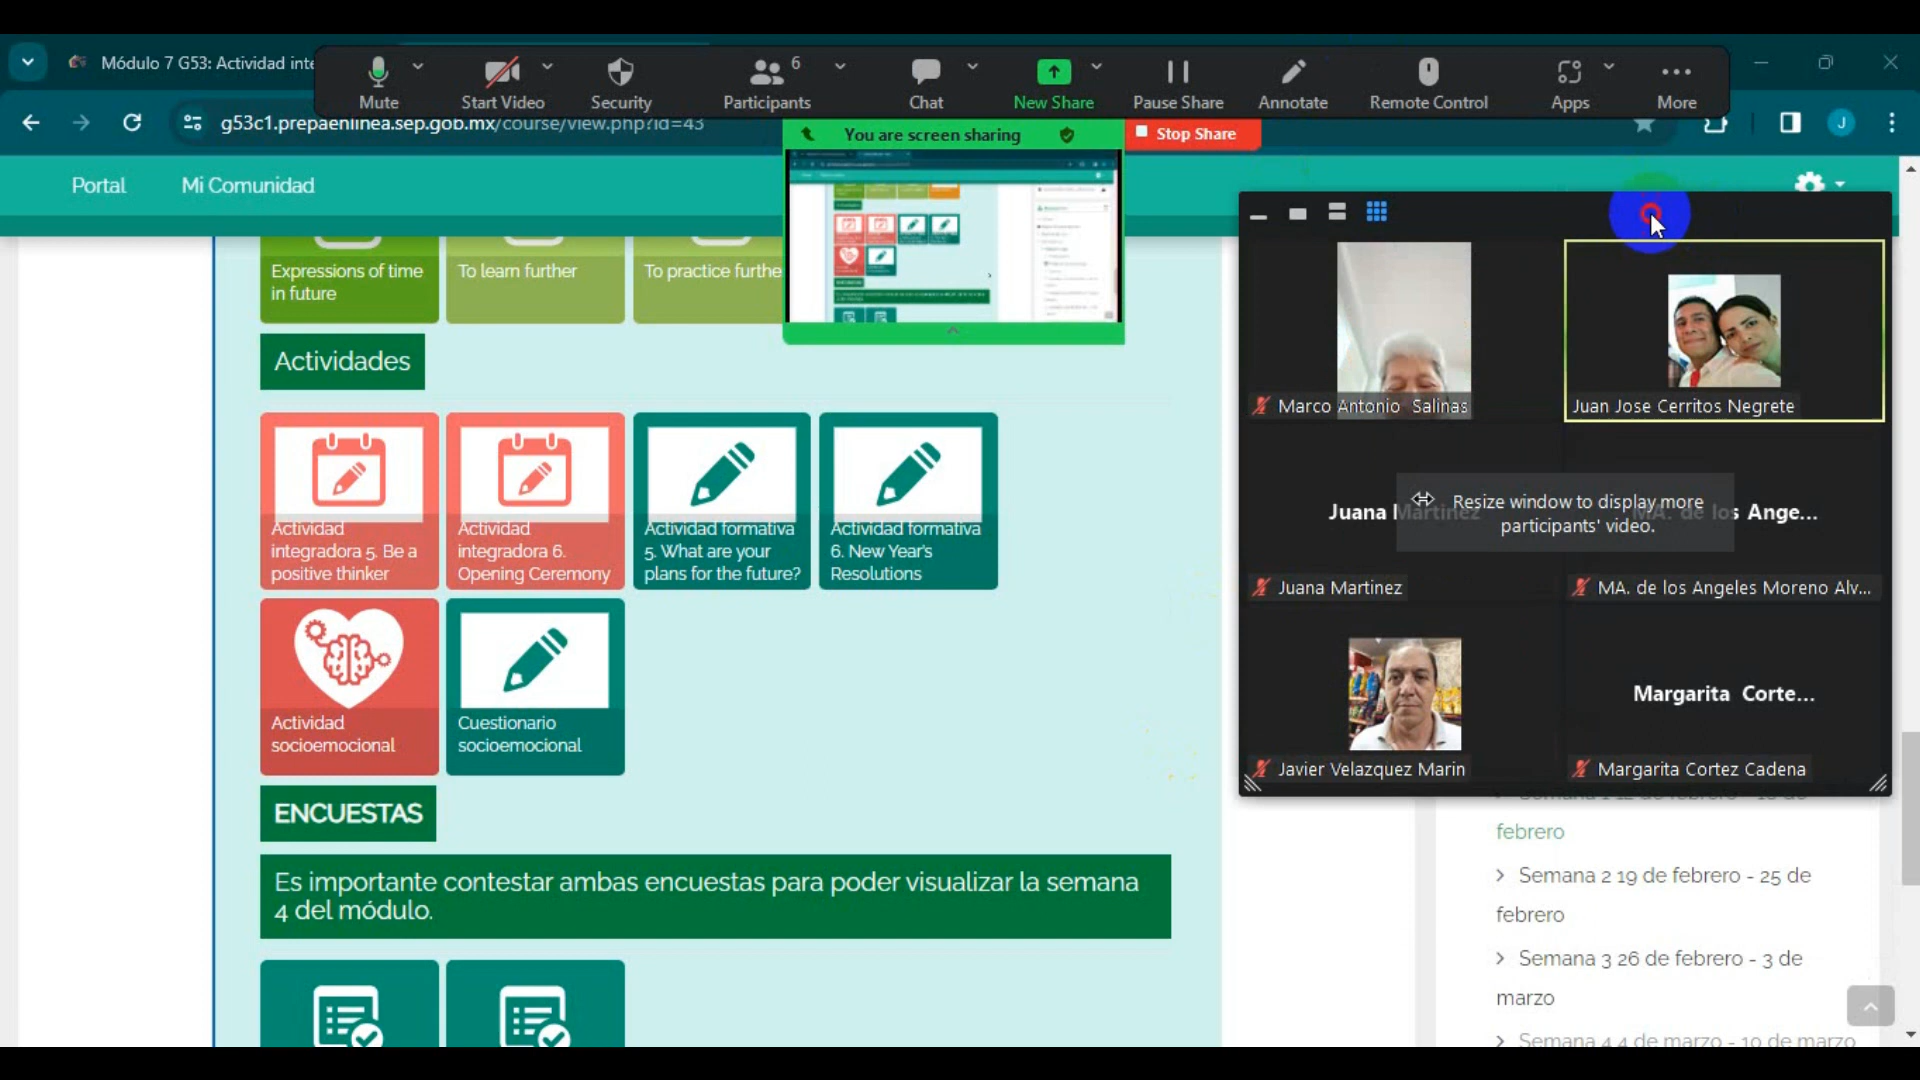 Módulo 7 G53: Actividad inte
Mute
Start Video
Security
6
Participants
Chat
New Share
Pause Share
Annotate
Remote Control
Apps
More
g53c1.prepaenlinea.sep.gob.mx/course/view.php?id=43
J
You are screen sharing
Stop Share
Portal
Mi Comunidad
Expressions of time
in future
To learn further
To practice furthe
Actividades
Actividad
integradora 5. Be a
positive thinker
Actividad
integradora 6.
Opening Ceremony
Actividad formativa
5. What are your
plans for the future?
Actividad formativa
6. New Year's
Resolutions
Actividad
socioemocional
Cuestionario
socioemocional
ENCUESTAS
Es importante contestar ambas encuestas para poder visualizar la semana
4 del módulo.
Marco Antonio Salinas
Juan Jose Cerritos Negrete
Juana Martinez
MA. de los Ange...
Resize window to display more
participants' video.
Juana Martinez
MA. de los Angeles Moreno Alv...
Margarita Corte...
Javier Velazquez Marin
Margarita Cortez Cadena
febrero
Semana 2 19 de febrero - 25 de
febrero
Semana 3 26 de febrero - 3 de
marzo
Semana 4 4 de marzo - 10 de marzo